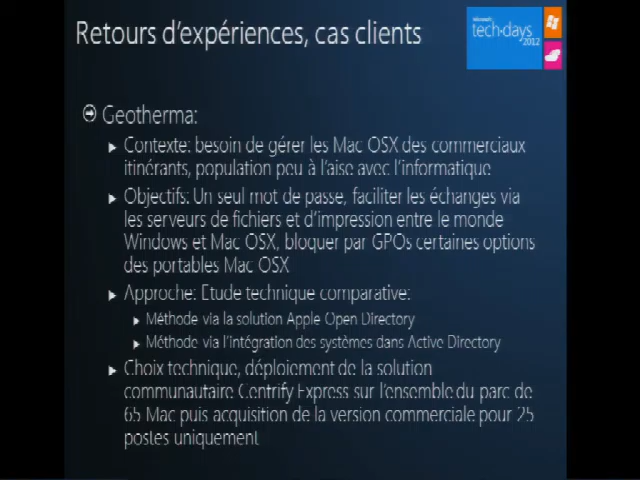 Retours d'expériences, cas clients
Microsoft
tech·days
2012
Geotherma:
Contexte: besoin de gérer les Mac OSX des commerciaux
itinérants, population peu à l'aise avec l'informatique
Objectifs: Un seul mot de passe, faciliter les échanges via
les serveurs de fichiers et d'impression entre le monde
Windows et Mac OSX, bloquer par GPOs certaines options
des portables Mac OSX
Approche: Etude technique comparative:
Méthode via la solution Apple Open Directory
Méthode via l'intégration des systèmes dans Active Directory
Choix technique, déploiement de la solution
communautaire Centrify Express sur l'ensemble du parc de
65 Mac puis acquisition de la version commerciale pour 25
postes uniquement